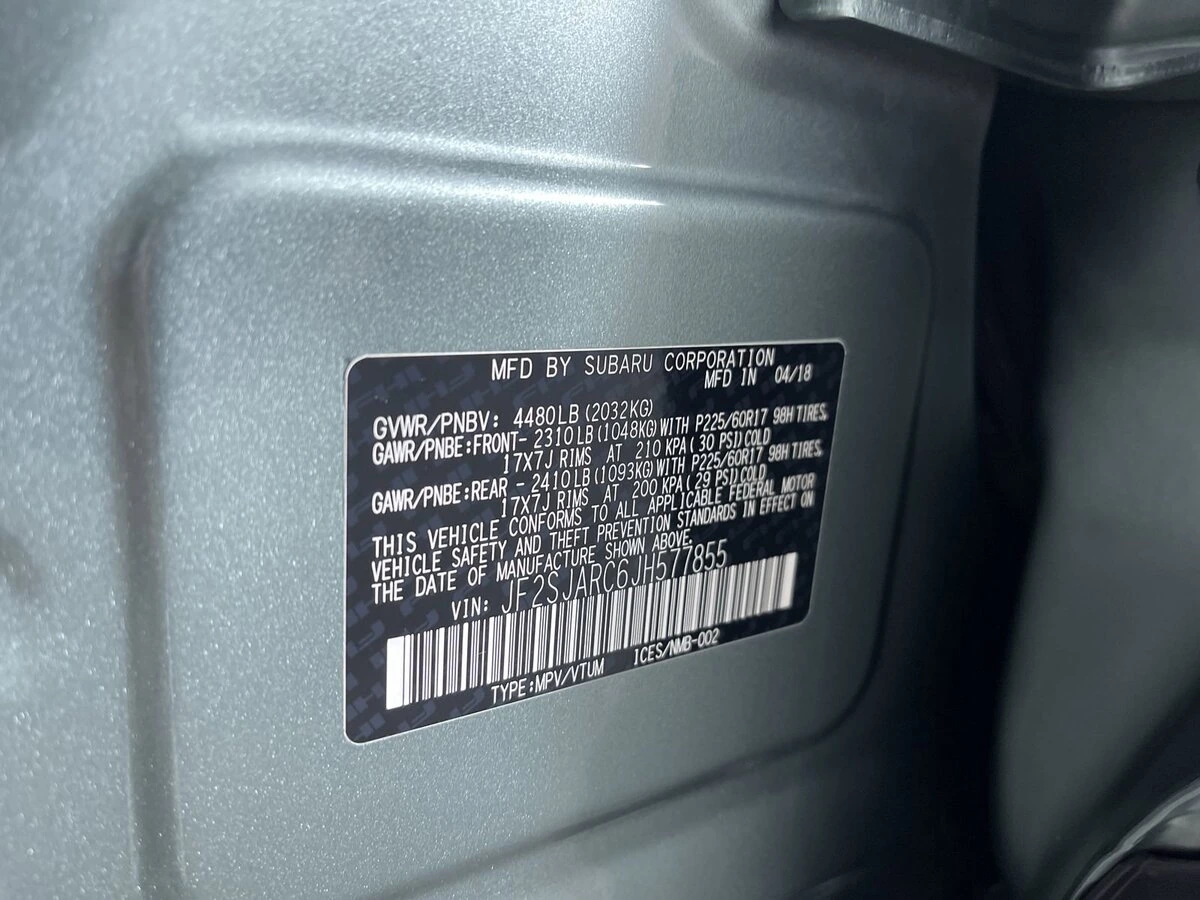 MFD BY SUBARU CORPORATION
MFD IN 04/18
GVWR/PNBV: 4480LB(2032KG)
GAWR/PNBE:FRONT- 2310LB(1048KG)WITH P225/60R17 98H TIRES,
17X7J RIMS AT 210 KPA( 30 PSI)COLD
GAWR/PNBE:REAR - 2410LB(1093KG)WITH P225/60R17 98H TIRES,
17X7J RIMS AT 200 KPA( 29 PSI)COLD
THIS VEHICLE CONFORMS TO ALL APPLICABLE FEDERAL MOTOR
VEHICLE SAFETY AND THEFT PREVENTION STANDARDS IN EFFECT ON
THE DATE OF MANUFACTURE SHOWN ABOVE.
VIN: JF2SJARC6JH577855
TYPE:MPV/VTUM ICES/NMB-002